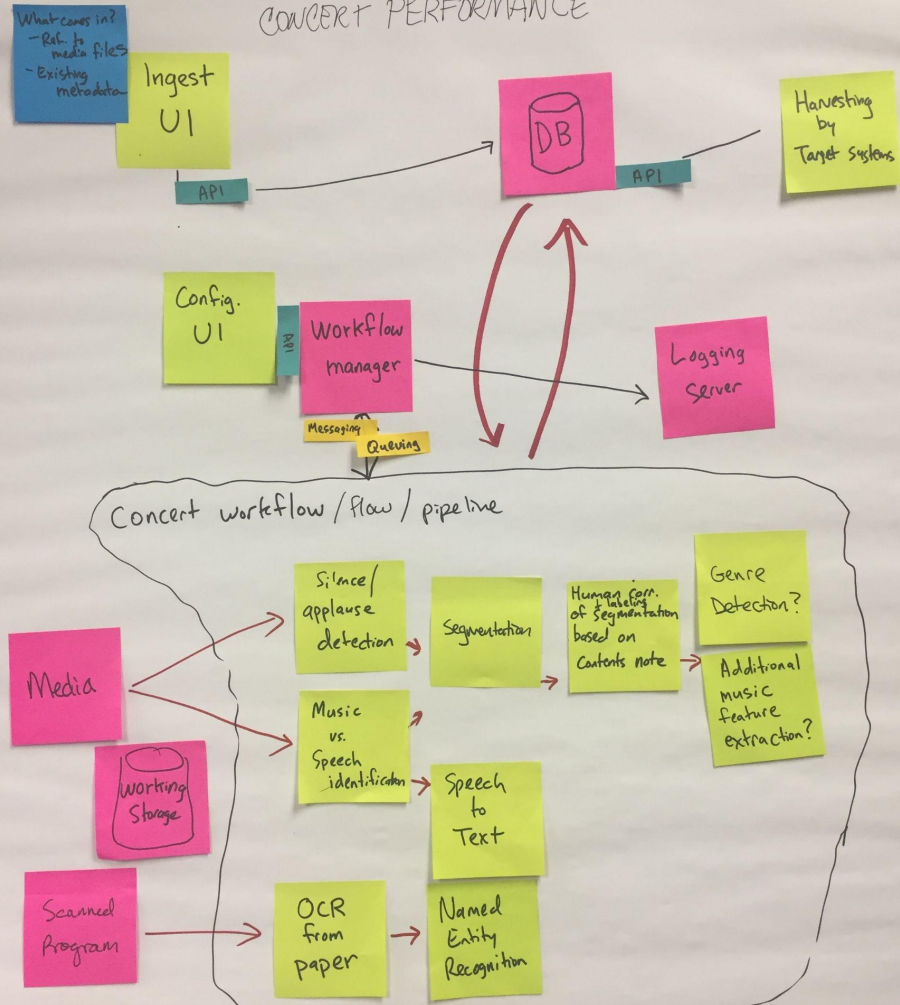 CONCERT PERFORMANCE
What comes in?
- Ref. to
media files
- Existing
metadata
Ingest
UI
API
DB
API
Harvesting
by
Target Systems
Config.
UI
API
Workflow
manager
Messaging
Queuing
Logging
Server
Concert workflow / flow / pipeline
Silence/
applause
detection
Segmentation
Human corr.
+ labeling
of segmentation
based on
contents note
Genre
Detection?
Additional
music
feature
extraction?
Media
Music
vs.
Speech
identification
Working
Storage
Speech
to
Text
Scanned
Program
OCR
from
paper
Named
Entity
Recognition